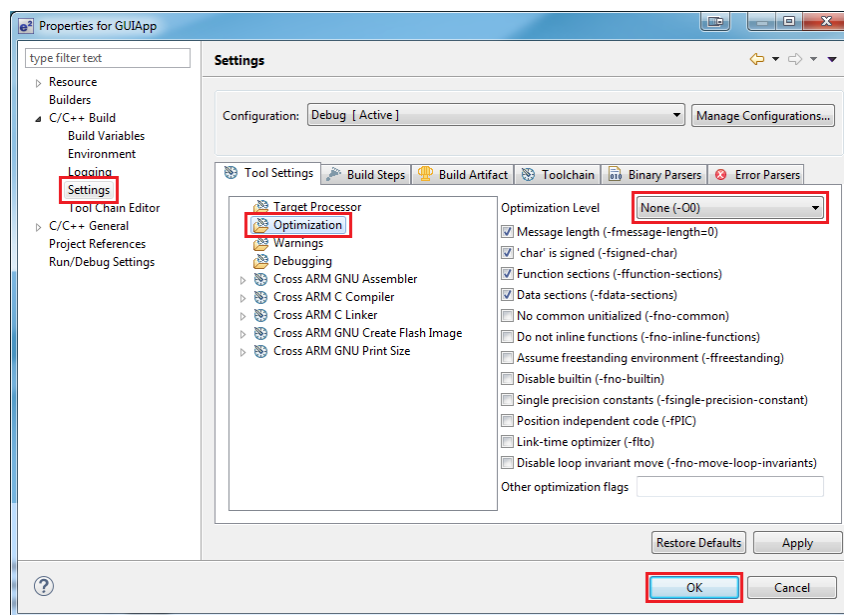 e² Properties for GUIApp
type filter text
Resource
Builders
C/C++ Build
Build Variables
Environment
Logging
Settings
Tool Chain Editor
C/C++ General
Project References
Run/Debug Settings
Settings
Configuration: Debug [ Active ] Manage Configurations...
Tool Settings Build Steps Build Artifact Toolchain Binary Parsers Error Parsers
Target Processor
Optimization
Warnings
Debugging
Cross ARM GNU Assembler
Cross ARM C Compiler
Cross ARM C Linker
Cross ARM GNU Create Flash Image
Cross ARM GNU Print Size
Optimization Level None (-O0)
Message length (-fmessage-length=0)
'char' is signed (-fsigned-char)
Function sections (-ffunction-sections)
Data sections (-fdata-sections)
No common unitialized (-fno-common)
Do not inline functions (-fno-inline-functions)
Assume freestanding environment (-ffreestanding)
Disable builtin (-fno-builtin)
Single precision constants (-fsingle-precision-constant)
Position independent code (-fPIC)
Link-time optimizer (-flto)
Disable loop invariant move (-fno-move-loop-invariants)
Other optimization flags
Restore Defaults Apply
? OK Cancel